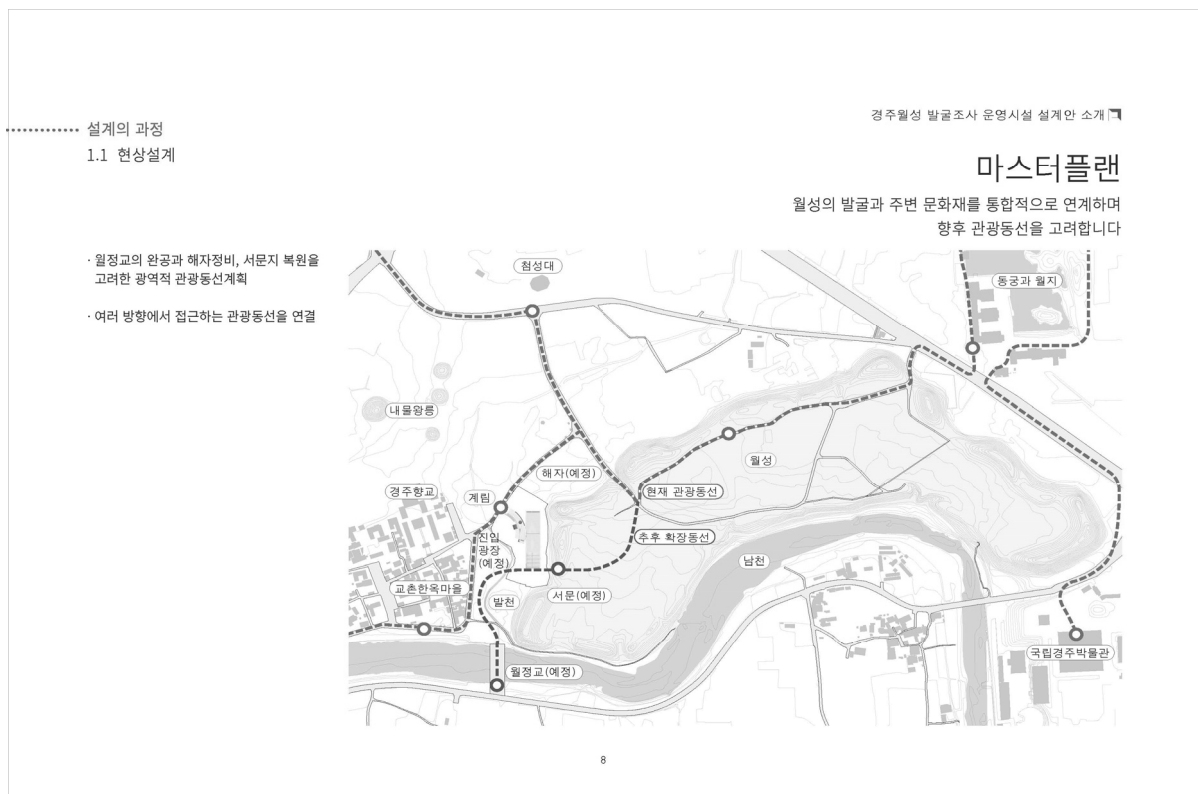 설계의 과정
1.1 현상설계
경주월성 발굴조사 운영시설 설계안 소개
마스터플랜
월성의 발굴과 주변 문화재를 통합적으로 연계하며
향후 관광동선을 고려합니다
· 월정교의 완공과 해자정비, 서문지 복원을
고려한 광역적 관광동선계획
· 여러 방향에서 접근하는 관광동선을 연결
첨성대
동궁과 월지
내물왕릉
월성
해자(예정)
경주향교
계림
현재 관광동선
진입
광장
(예정)
추후 확장동선
남천
교촌한옥마을
발천
서문(예정)
국립경주박물관
월정교(예정)
8